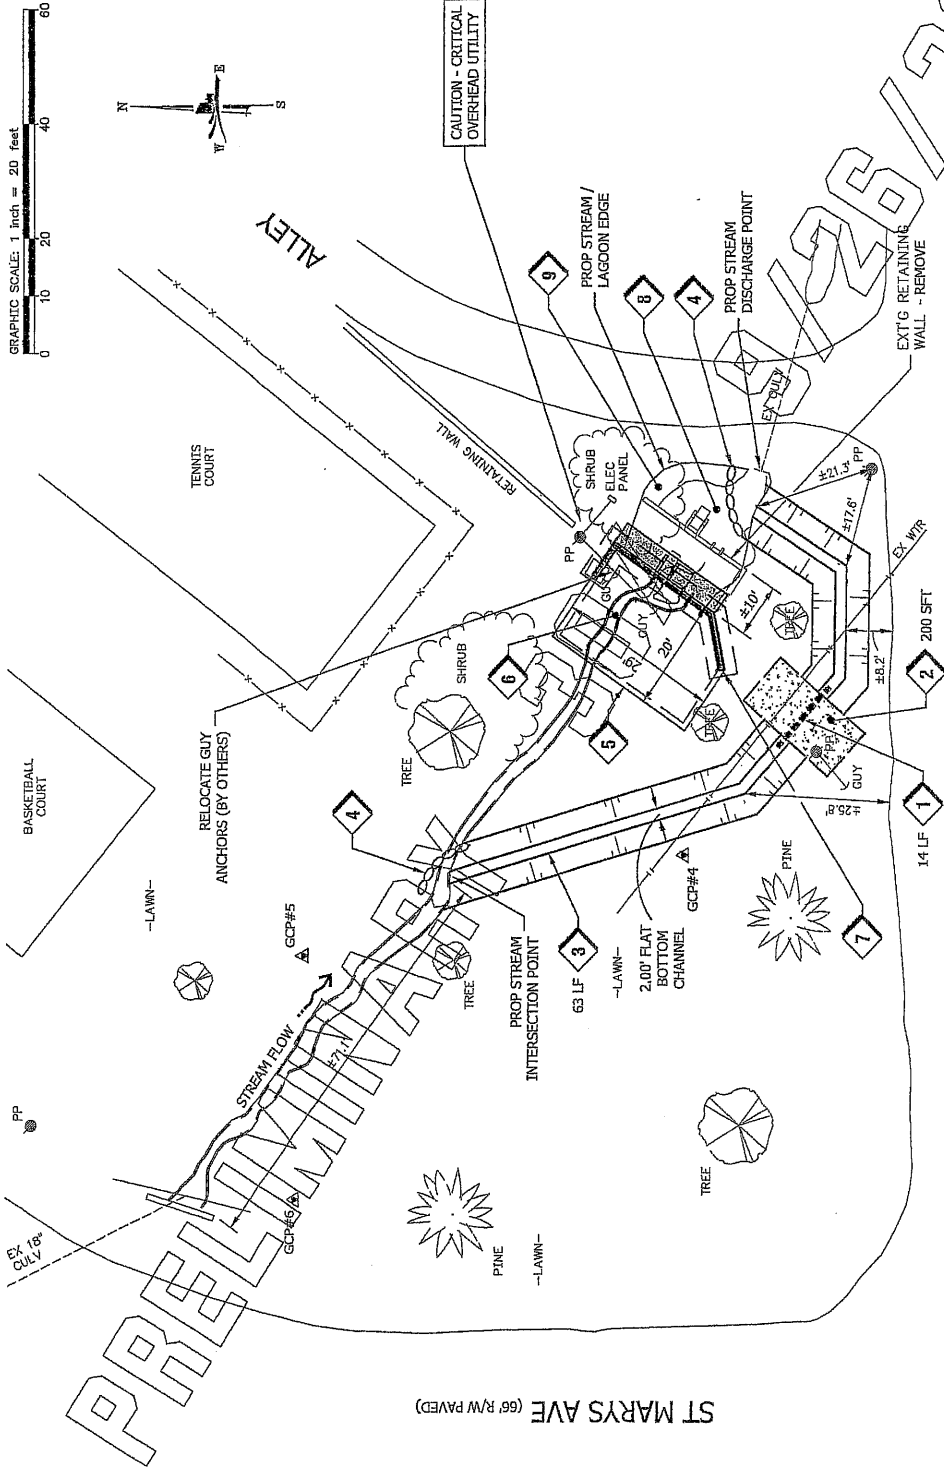 GRAPHIC SCALE: 1 inch = 20 feet
0
10
20
40
60
N
E
S
W
CAUTION - CRITICAL
OVERHEAD UTILITY
ALLEY
TENNIS
COURT
BASKETBALL
COURT
RETAINING WALL
9
PROP STREAM /
LAGOON EDGE
8
4
PROP STREAM
DISCHARGE POINT
EXT'G RETAINING
WALL - REMOVE
EX CULV
SHRUB
ELEC
PANEL
PP
GUY
GUY
RELOCATE GUY
ANCHORS (BY OTHERS)
SHRUB
TREE
6
5
29'
20'
±10'
±21.3'
±17.6'
PP
EX WTR
TREE
TREE
±8.2'
200 SFT
2
PP
GUY
1
14 LF
±25.8'
7
PINE
GCP#4
4
GCP#5
-LAWN-
PROP STREAM
INTERSECTION POINT
3
63 LF
-LAWN-
2.00' FLAT
BOTTOM
CHANNEL
TREE
STREAM FLOW
±71.1'
PP
GCP#6
EX 18"
CULV
TREE
PINE
-LAWN-
ST MARYS AVE (66' R/W PAVED)
PRELIMINARY